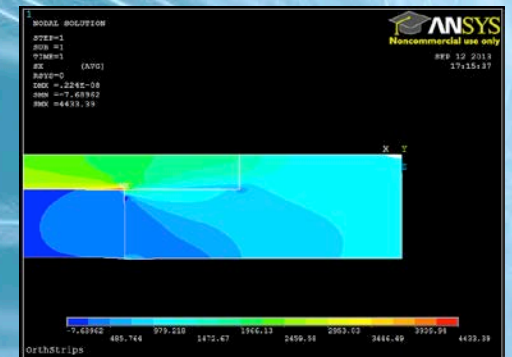 1
NODAL SOLUTION
STEP=1
SUB =1
TIME=1
SX (AVG)
RSYS=0
DMX =.224E-08
SMN =-7.63962
SMX =4433.39
ANSYS
Noncommercial use only
SEP 12 2013
17:15:37
X Y
Z
-7.63962 979.218 1966.13 2953.03 3939.94
485.764 1472.67 2459.58 3446.49 4433.39
OrthStrips